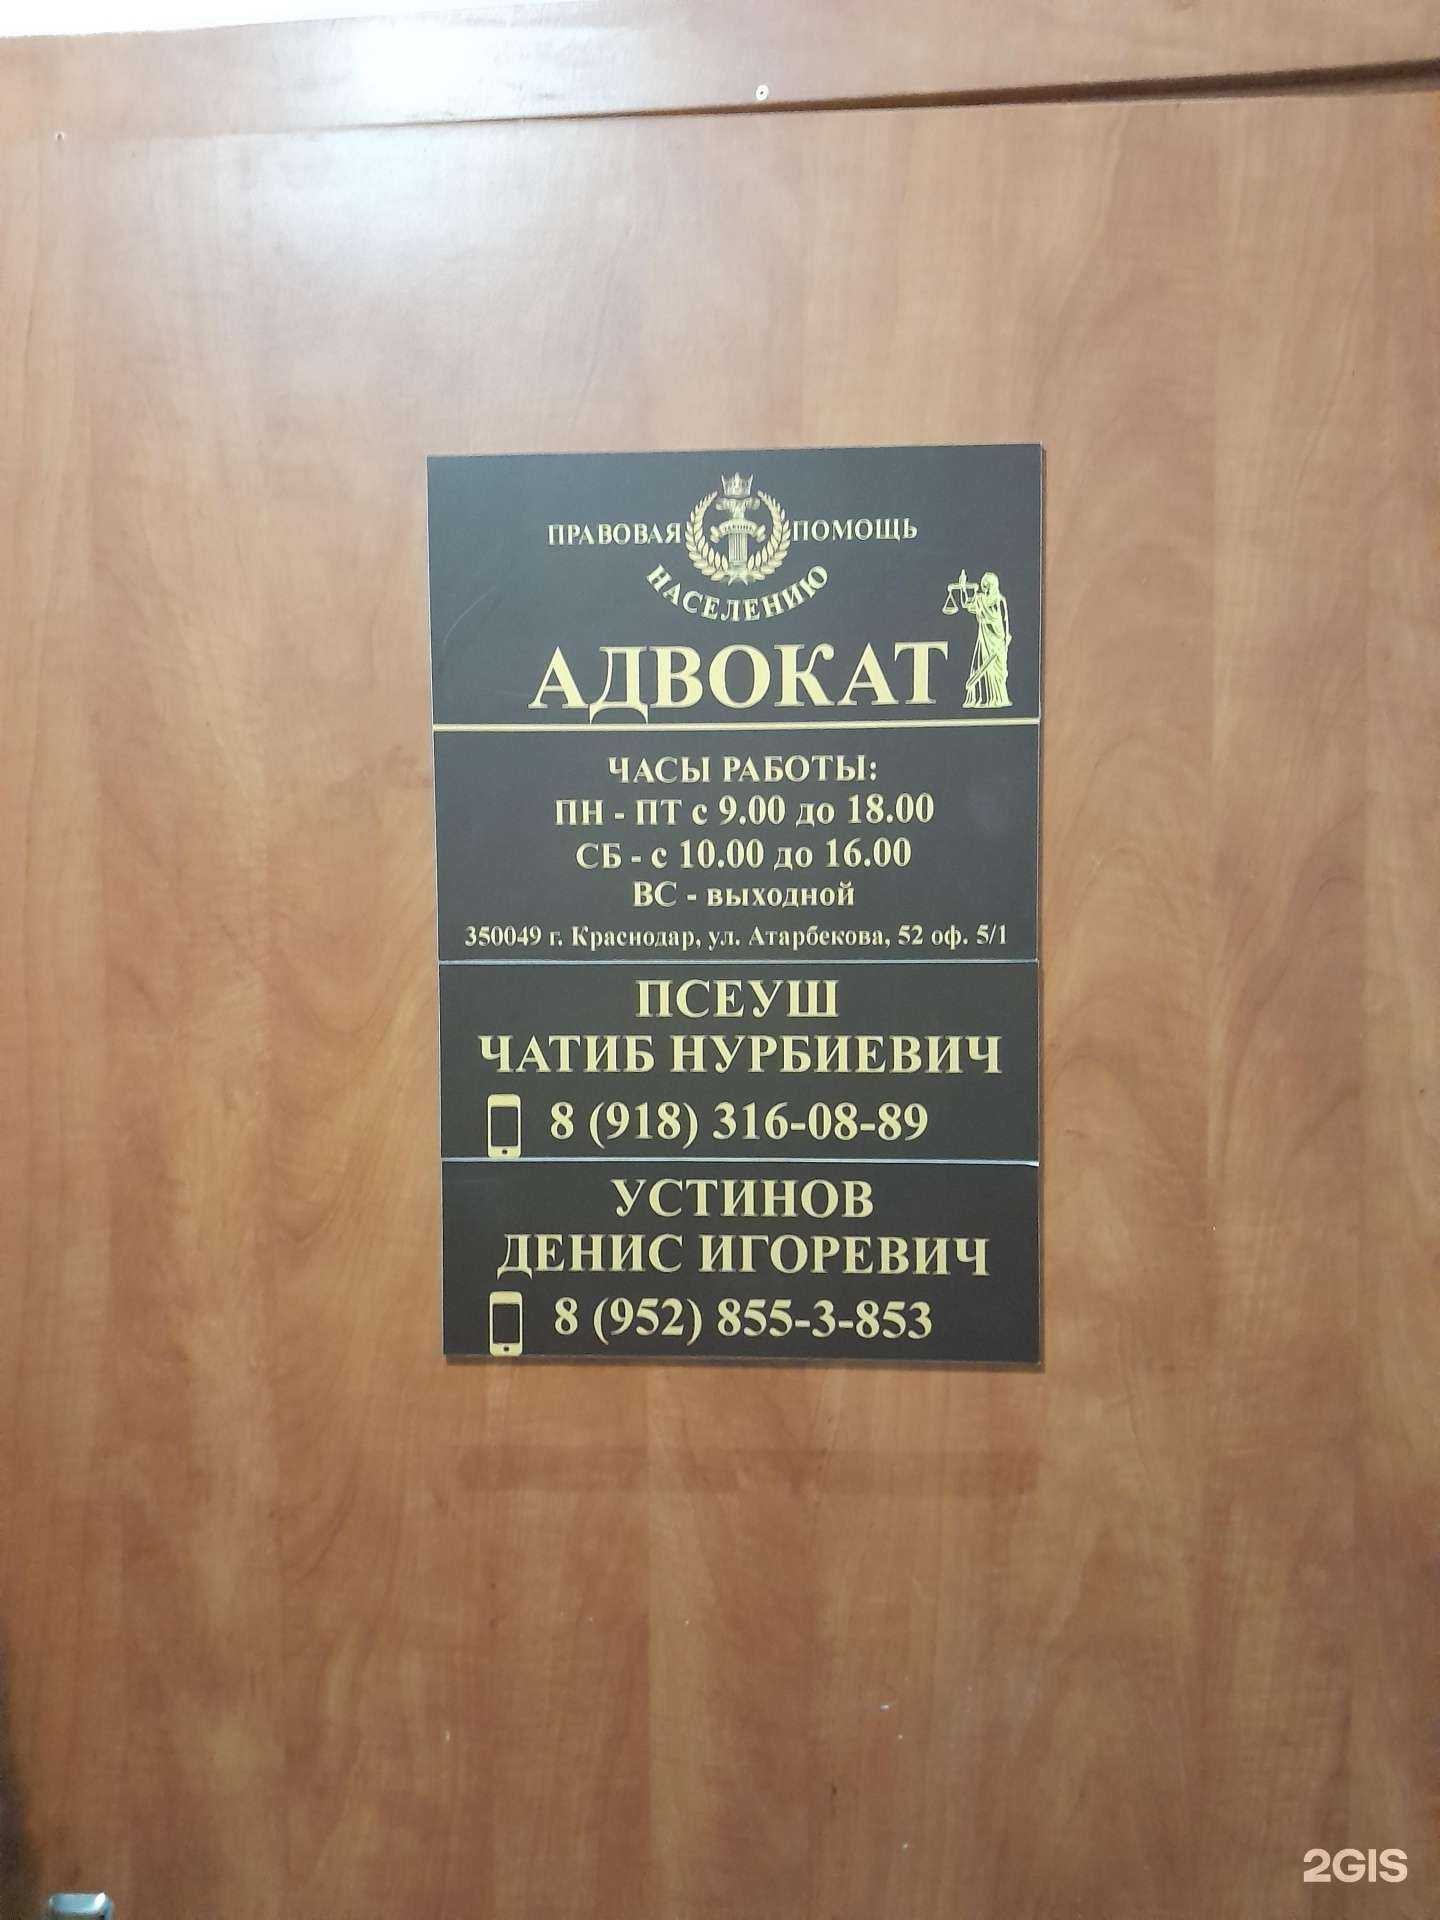 ПРАВОВАЯ ПОМОЩЬ
НАСЕЛЕНИЮ
АДВОКАТ
ЧАСЫ РАБОТЫ:
ПН - ПТ с 9.00 до 18.00
СБ - с 10.00 до 16.00
ВС - выходной
350049 г. Краснодар, ул. Атарбекова, 52 оф. 5/1
ПСЕУШ
ЧАТИБ НУРБИЕВИЧ
8 (918) 316-08-89
УСТИНОВ
ДЕНИС ИГОРЕВИЧ
8 (952) 855-3-853
2GIS